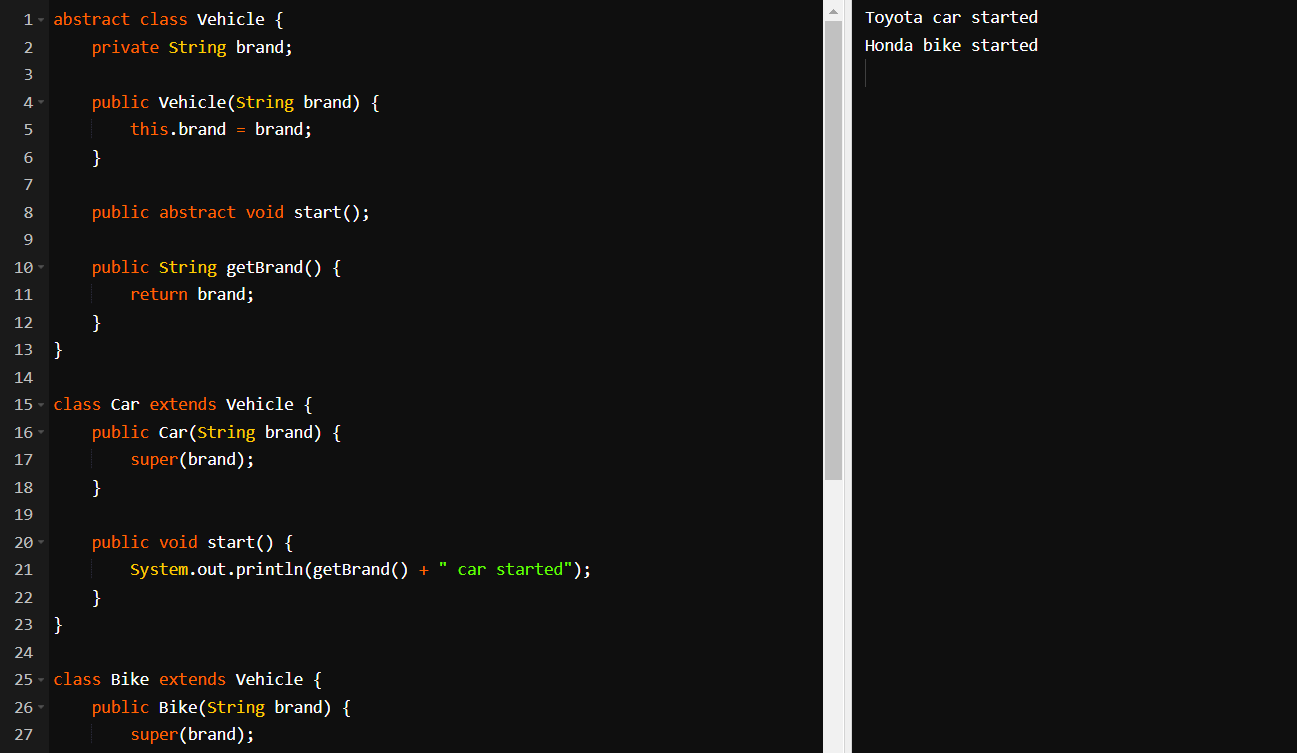 1 abstract class Vehicle {
2     private String brand;
3
4     public Vehicle(String brand) {
5         this.brand = brand;
6     }
7
8     public abstract void start();
9
10     public String getBrand() {
11         return brand;
12     }
13 }
14
15 class Car extends Vehicle {
16     public Car(String brand) {
17         super(brand);
18     }
19
20     public void start() {
21         System.out.println(getBrand() + " car started");
22     }
23 }
24
25 class Bike extends Vehicle {
26     public Bike(String brand) {
27         super(brand);
Toyota car started
Honda bike started